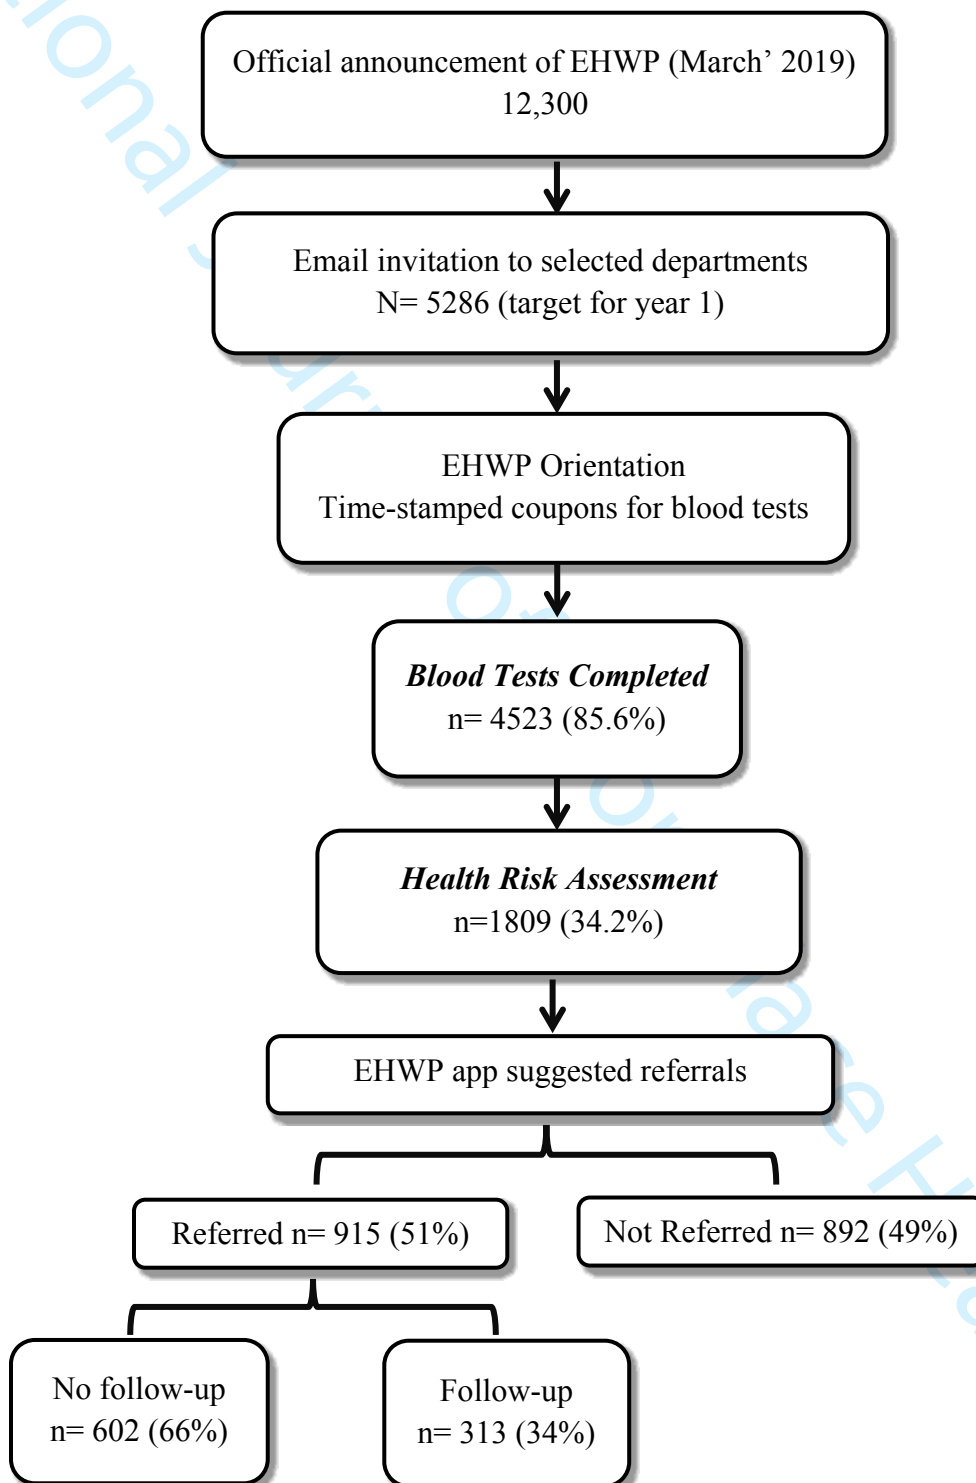 Official announcement of EHWP (March’ 2019)
12,300
Email invitation to selected departments
N= 5286 (target for year 1)
EHWP Orientation
Time-stamped coupons for blood tests
Blood Tests Completed
n= 4523 (85.6%)
Health Risk Assessment
n=1809 (34.2%)
EHWP app suggested referrals
Referred n= 915 (51%)
Not Referred n= 892 (49%)
No follow-up
n= 602 (66%)
Follow-up
n= 313 (34%)